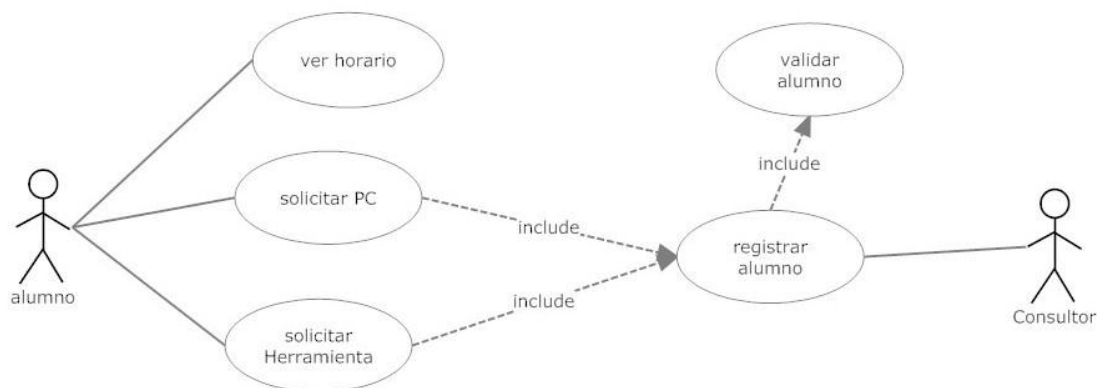 ver horario
validar
alumno
include
solicitar PC
include
registrar
alumno
alumno
include
Consultor
solicitar
Herramienta